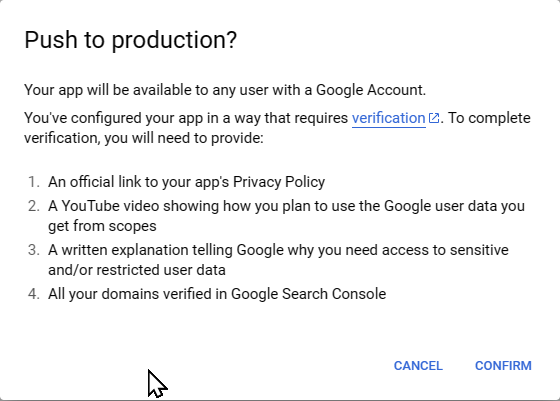 Push to production?
Your app will be available to any user with a Google Account.
You've configured your app in a way that requires verification. To complete
verification, you will need to provide:
1. An official link to your app's Privacy Policy
2. A YouTube video showing how you plan to use the Google user data you
get from scopes
3. A written explanation telling Google why you need access to sensitive
and/or restricted user data
4. All your domains verified in Google Search Console
CANCEL CONFIRM